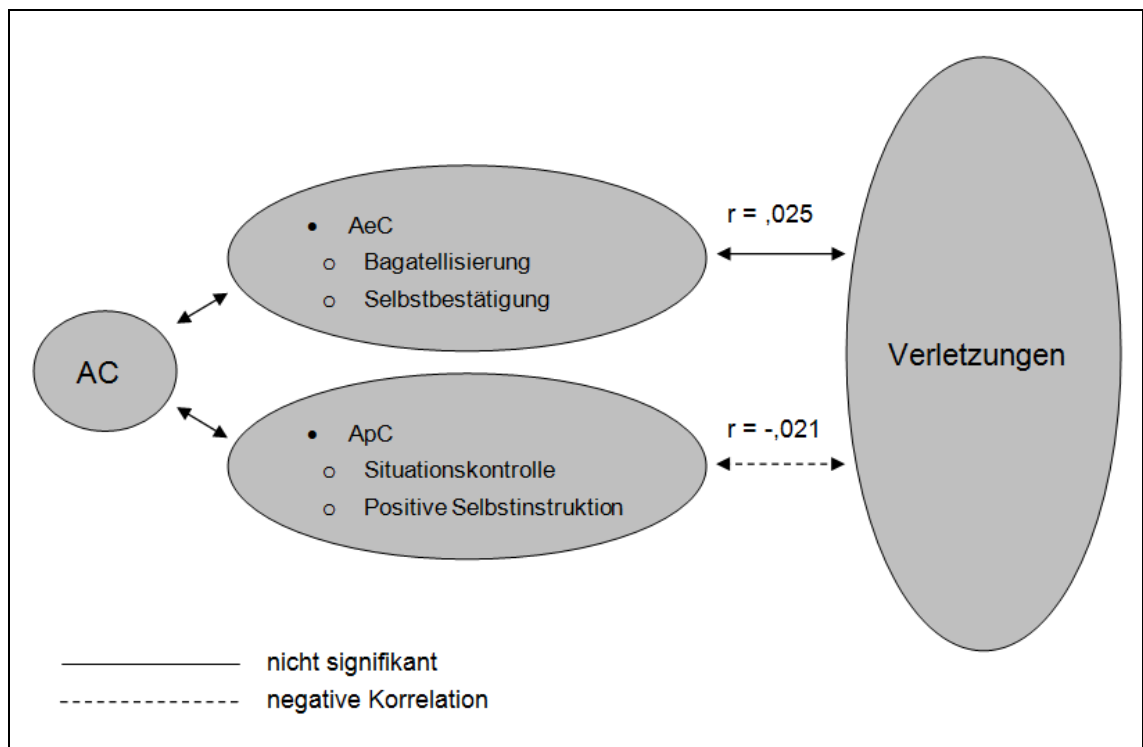 r = ,025
• AeC
o Bagatellisierung
o Selbstbestätigung
AC
Verletzungen
r = -,021
• ApC
o Situationskontrolle
o Positive Selbstinstruktion
nicht signifikant
negative Korrelation